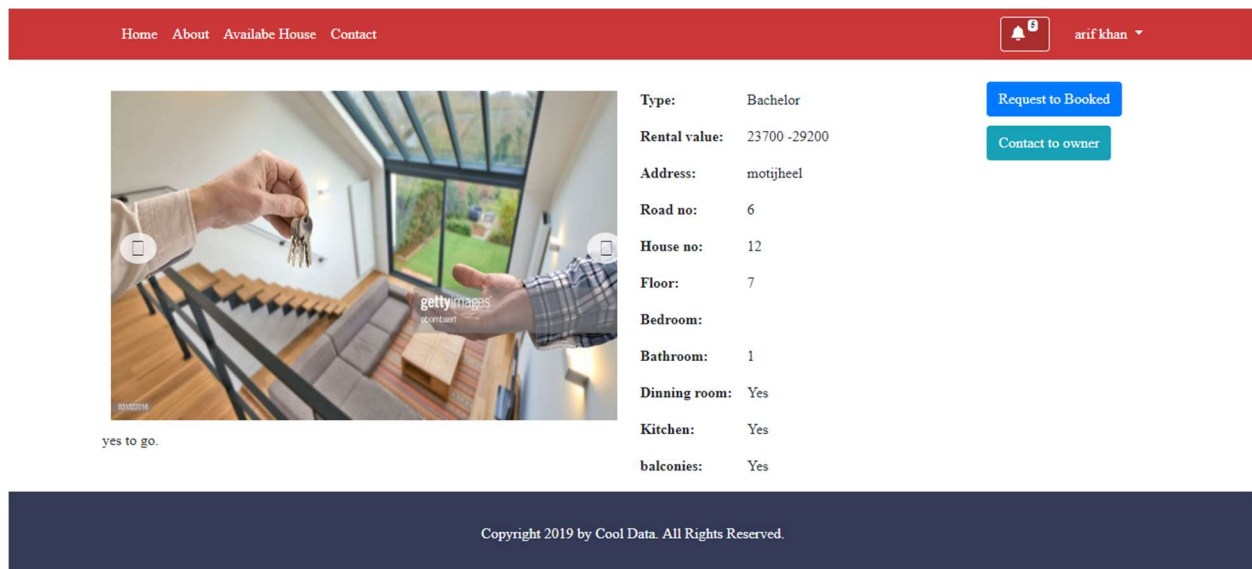 Home About Availabe House Contact
arif khan
gettyimages
pbombaert
yes to go.
Type: Bachelor
Rental value: 23700 -29200
Address: motijheel
Road no: 6
House no: 12
Floor: 7
Bedroom:
Bathroom: 1
Dinning room: Yes
Kitchen: Yes
balconies: Yes
Request to Booked
Contact to owner
Copyright 2019 by Cool Data. All Rights Reserved.